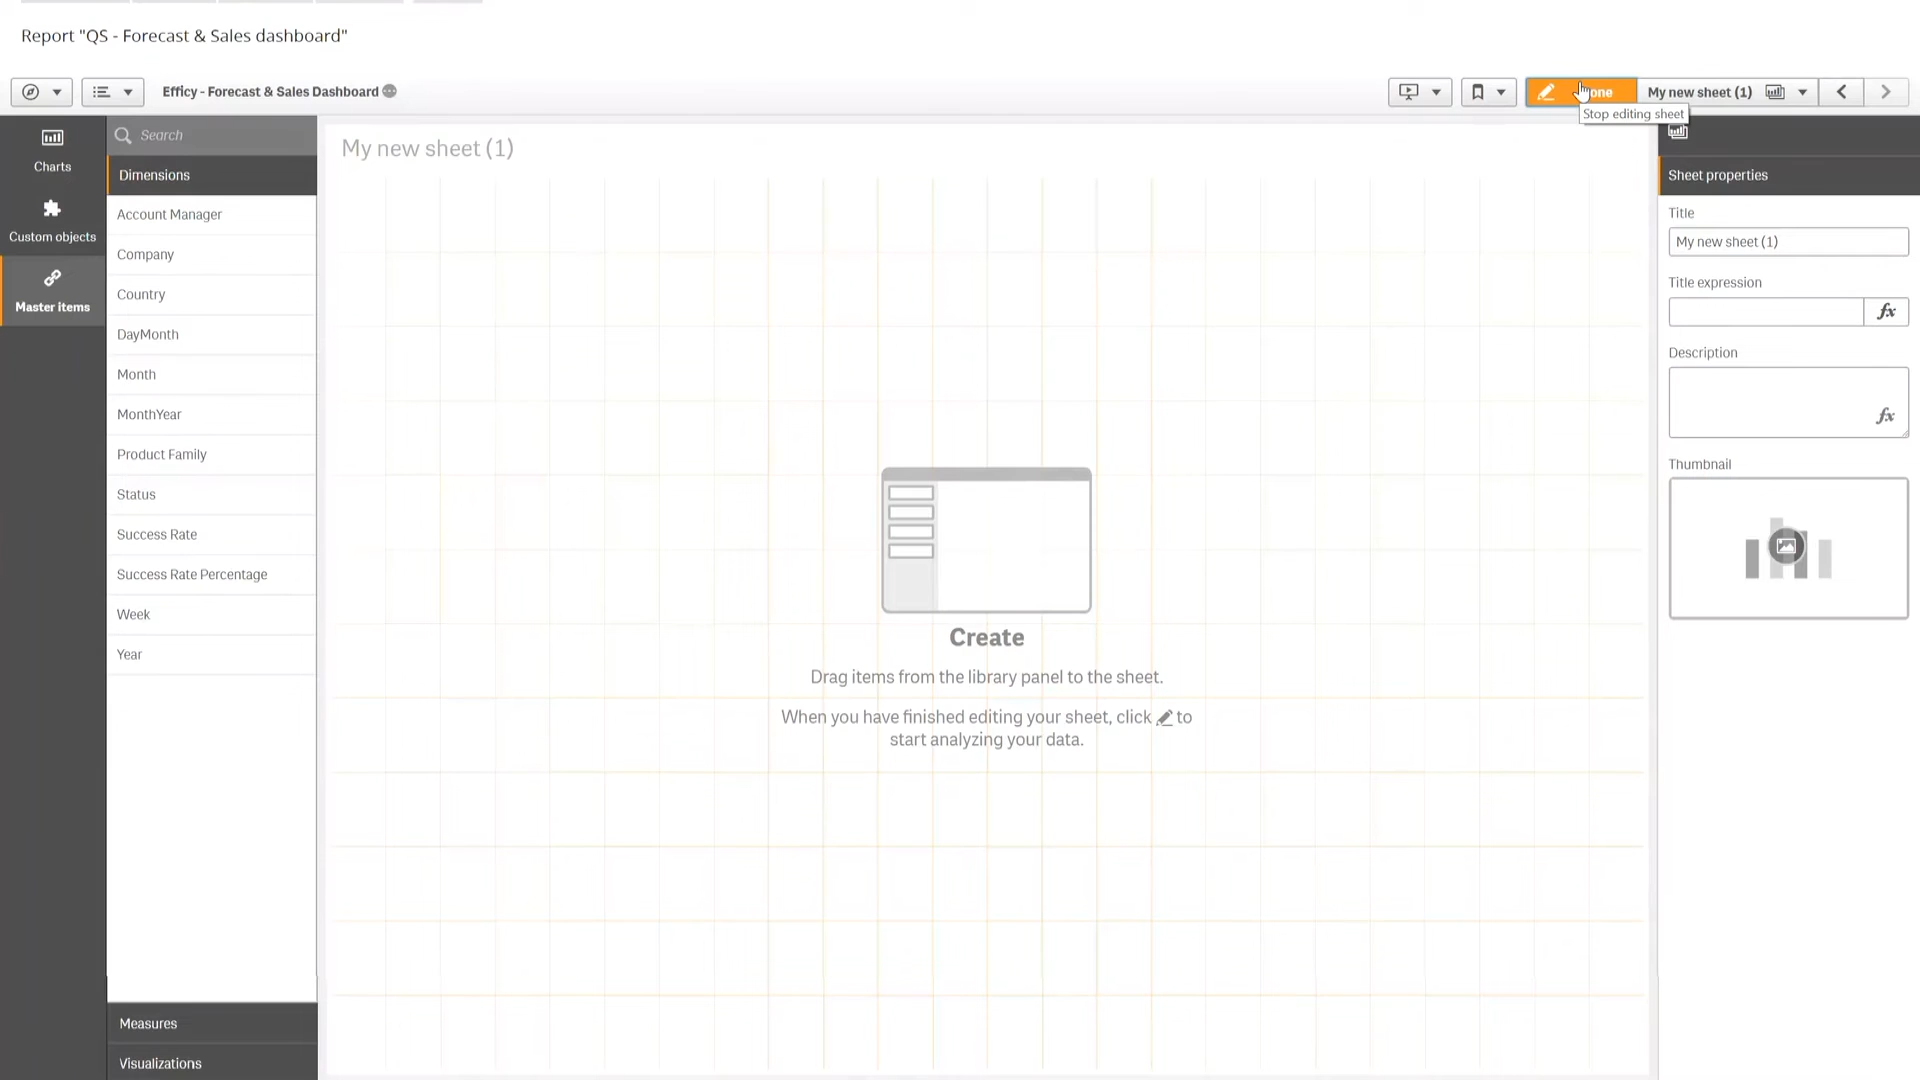 Report "QS - Forecast & Sales dashboard"
Efficy - Forecast & Sales Dashboard
My new sheet (1)
Stop editing sheet
Charts
Custom objects
Master items
Search
Dimensions
Account Manager
Company
Country
DayMonth
Month
MonthYear
Product Family
Status
Success Rate
Success Rate Percentage
Week
Year
Measures
Visualizations
My new sheet (1)
Create
Drag items from the library panel to the sheet.
When you have finished editing your sheet, click to
start analyzing your data.
Sheet properties
Title
My new sheet (1)
Title expression
fx
Description
fx
Thumbnail